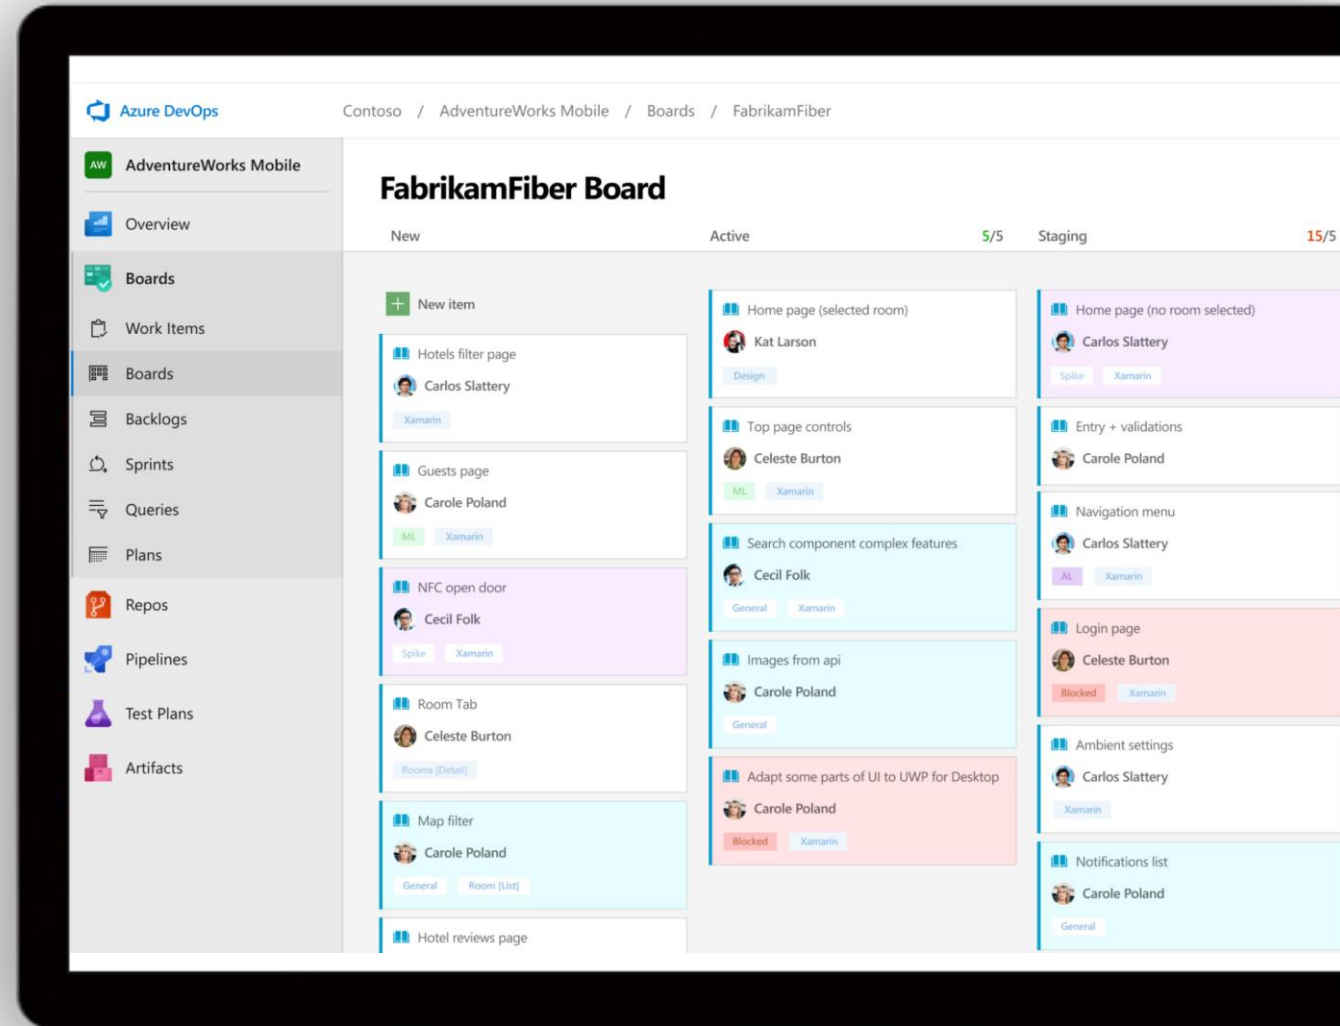 Azure DevOps
Contoso / AdventureWorks Mobile / Boards / FabrikamFiber
AW AdventureWorks Mobile
Overview
Boards
Work Items
Boards
Backlogs
Sprints
Queries
Plans
Repos
Pipelines
Test Plans
Artifacts
FabrikamFiber Board
New
New item
Hotels filter page
Carlos Slattery
Xamarin
Guests page
Carole Poland
ML Xamarin
NFC open door
Cecil Folk
Spike Xamarin
Room Tab
Celeste Burton
Rooms [Detail]
Map filter
Carole Poland
General Room [List]
Hotel reviews page
Active 5/5
Home page (selected room)
Kat Larson
Design
Top page controls
Celeste Burton
ML Xamarin
Search component complex features
Cecil Folk
General Xamarin
Images from api
Carole Poland
General
Adapt some parts of UI to UWP for Desktop
Carole Poland
Blocked Xamarin
Staging 15/5
Home page (no room selected)
Carlos Slattery
Spike Xamarin
Entry + validations
Carole Poland
Navigation menu
Carlos Slattery
AL Xamarin
Login page
Celeste Burton
Blocked Xamarin
Ambient settings
Carlos Slattery
Xamarin
Notifications list
Carole Poland
General